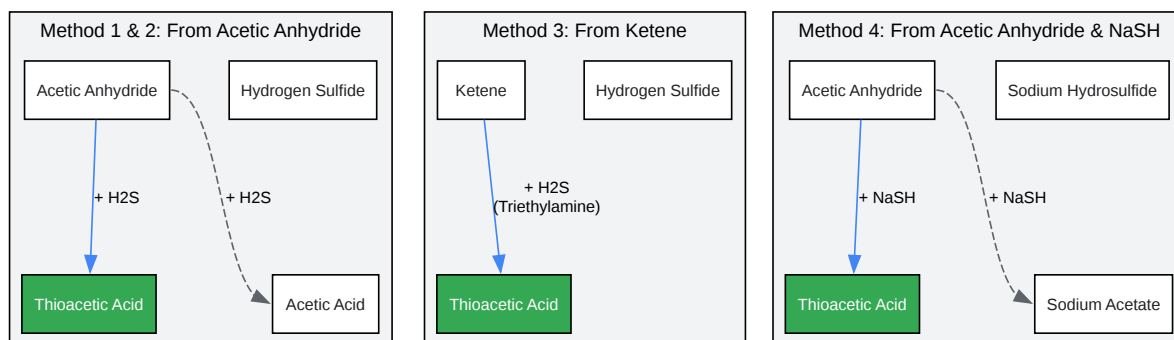 Method 1 & 2: From Acetic Anhydride
Acetic Anhydride
Hydrogen Sulfide
+ H2S
+ H2S
Thioacetic Acid
Acetic Acid
Method 3: From Ketene
Ketene
Hydrogen Sulfide
+ H2S
(Triethylamine)
Thioacetic Acid
Method 4: From Acetic Anhydride & NaSH
Acetic Anhydride
Sodium Hydrosulfide
+ NaSH
+ NaSH
Thioacetic Acid
Sodium Acetate